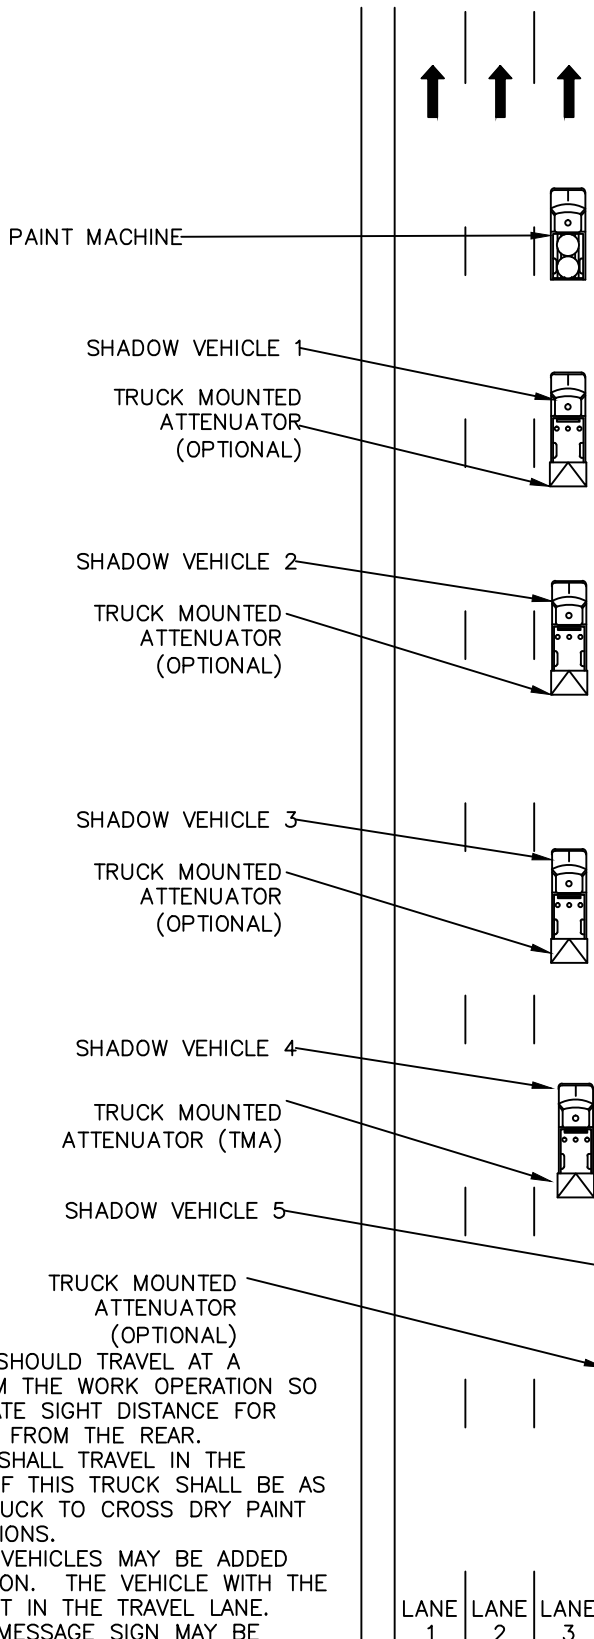 PAINT MACHINE
SHADOW VEHICLE 1
TRUCK MOUNTED
ATTENUATOR
(OPTIONAL)
SHADOW VEHICLE 2
TRUCK MOUNTED
ATTENUATOR
(OPTIONAL)
SHADOW VEHICLE 3
TRUCK MOUNTED
ATTENUATOR
(OPTIONAL)
SHADOW VEHICLE 4
TRUCK MOUNTED
ATTENUATOR (TMA)
SHADOW VEHICLE 5
TRUCK MOUNTED
ATTENUATOR
(OPTIONAL)
SHOULD TRAVEL AT A
M THE WORK OPERATION SO
ATE SIGHT DISTANCE FOR
FROM THE REAR.
SHALL TRAVEL IN THE
F THIS TRUCK SHALL BE AS
UCK TO CROSS DRY PAINT
IONS.
VEHICLES MAY BE ADDED
ON. THE VEHICLE WITH THE
T IN THE TRAVEL LANE.
MESSAGE SIGN MAY BE
LANE 1
LANE 2
LANE 3